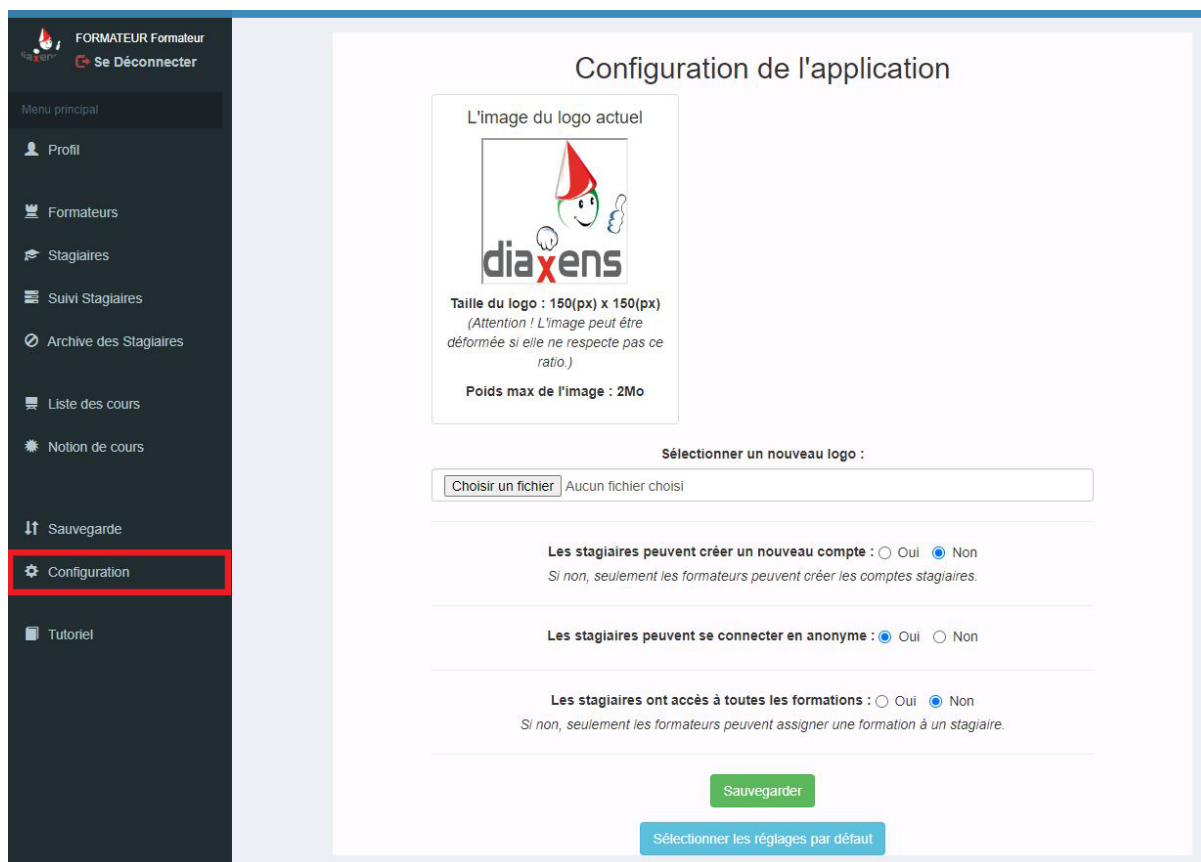 FORMATEUR Formateur
Se Déconnecter
Menu principal
Profil
Formateurs
Stagiaires
Suivi Stagiaires
Archive des Stagiaires
Liste des cours
Notion de cours
Sauvegarde
Configuration
Tutoriel
Configuration de l'application
L'image du logo actuel
diaxens
Taille du logo : 150(px) x 150(px)
(Attention ! L'image peut être
déformée si elle ne respecte pas ce
ratio.)
Poids max de l'image : 2Mo
Sélectionner un nouveau logo :
Choisir un fichier Aucun fichier choisi
Les stagiaires peuvent créer un nouveau compte : Oui Non
Si non, seulement les formateurs peuvent créer les comptes stagiaires.
Les stagiaires peuvent se connecter en anonyme : Oui Non
Les stagiaires ont accès à toutes les formations : Oui Non
Si non, seulement les formateurs peuvent assigner une formation à un stagiaire.
Sauvegarder
Sélectionner les réglages par défaut